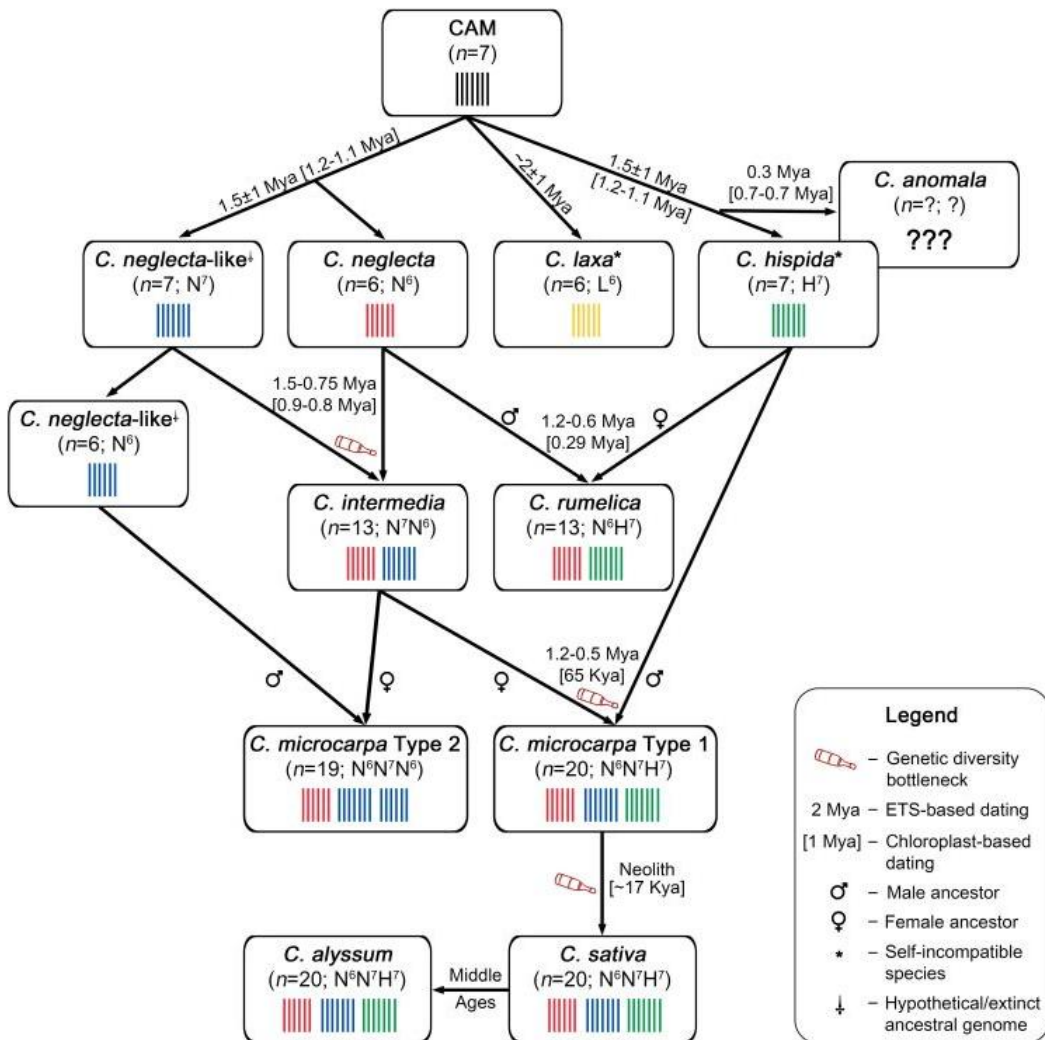 CAM
(n=7)
1.5±1 Mya [1.2-1.1 Mya]
~2±1 Mya
1.5±1 Mya
[1.2-1.1 Mya]
0.3 Mya
[0.7-0.7 Mya]
C. anomala
(n=?; ?)
???
C. neglecta-like⸸
(n=7; N⁷)
C. neglecta
(n=6; N⁶)
C. laxa*
(n=6; L⁶)
C. hispida*
(n=7; H⁷)
C. neglecta-like⸸
(n=6; N⁶)
1.5-0.75 Mya
[0.9-0.8 Mya]
♂
1.2-0.6 Mya
[0.29 Mya]
♀
C. intermedia
(n=13; N⁷N⁶)
C. rumelica
(n=13; N⁶H⁷)
♂
♀
♀
1.2-0.5 Mya
[65 Kya]
♂
C. microcarpa Type 2
(n=19; N⁶N⁷N⁶)
C. microcarpa Type 1
(n=20; N⁶N⁷H⁷)
Neolith
[~17 Kya]
C. alyssum
(n=20; N⁶N⁷H⁷)
Middle
Ages
C. sativa
(n=20; N⁶N⁷H⁷)
Legend
– Genetic diversity
bottleneck
2 Mya – ETS-based dating
[1 Mya] – Chloroplast-based
dating
♂ – Male ancestor
♀ – Female ancestor
* – Self-incompatible
species
⸸ – Hypothetical/extinct
ancestral genome